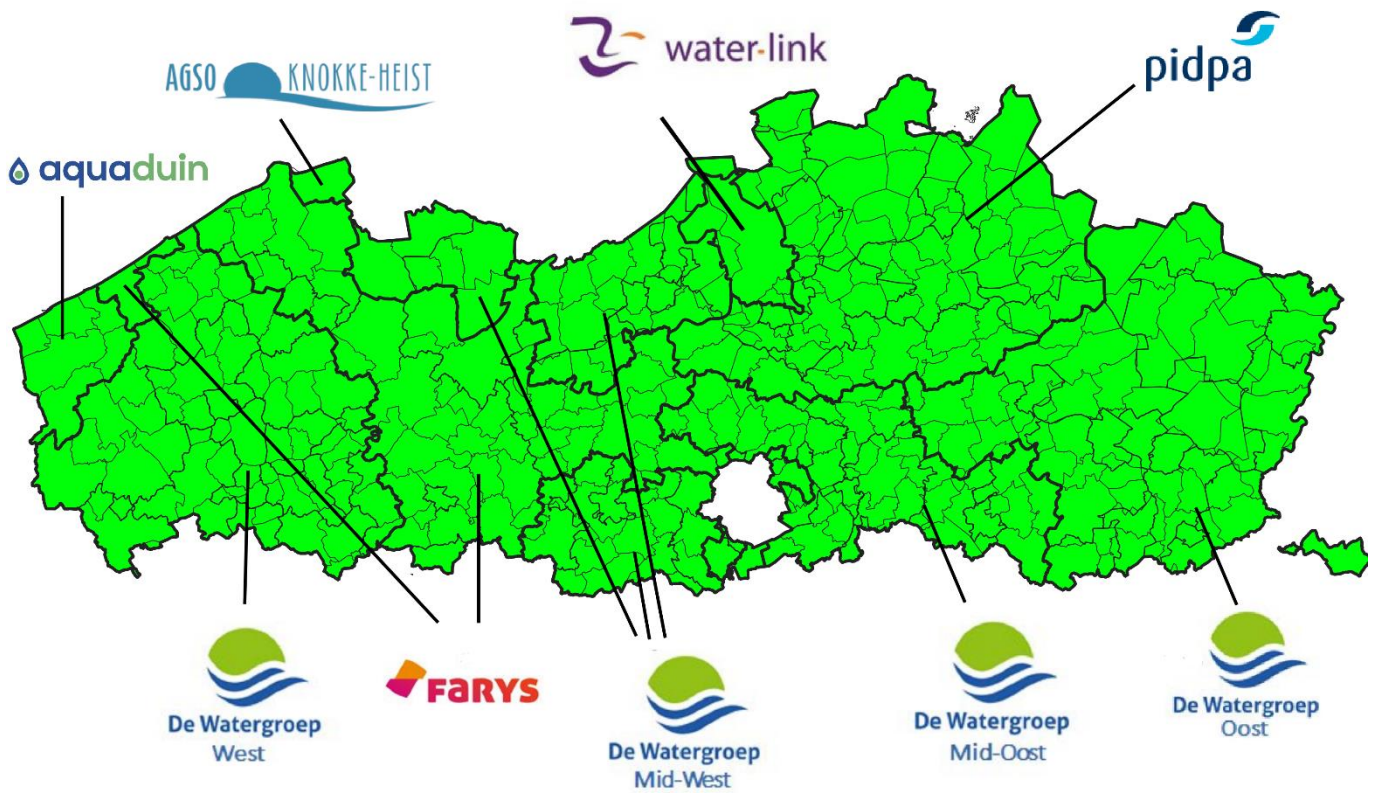 AGSO KNOKKE-HEIST
water-link
pidpa
aquaduin
De Watergroep
West
FARYS
De Watergroep
Mid-West
De Watergroep
Mid-Oost
De Watergroep
Oost